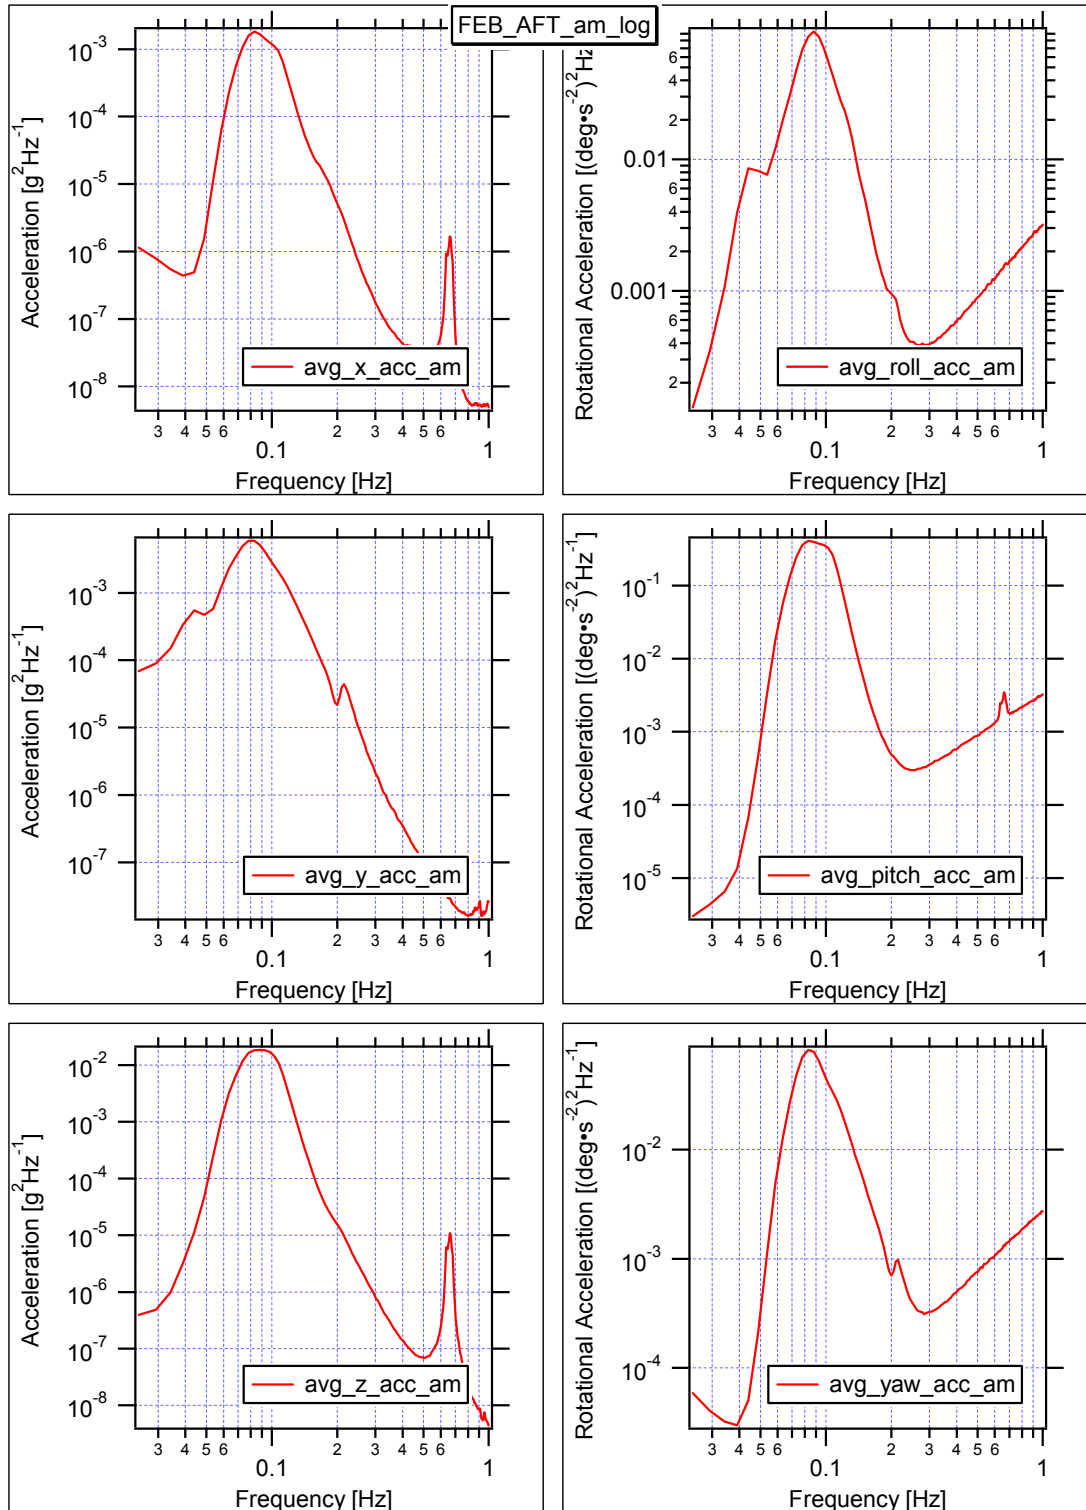 FEB_AFT_am_log
Acceleration [g²Hz⁻¹]
10⁻³
10⁻⁴
10⁻⁵
10⁻⁶
10⁻⁷
10⁻⁸
avg_x_acc_am
3 4 5 6 0.1 2 3 4 5 6 1
Frequency [Hz]
Rotational Acceleration [(deg•s⁻²)²Hz
6
4
2
0.01
6
4
2
0.001
6
4
2
avg_roll_acc_am
3 4 5 6 0.1 2 3 4 5 6 1
Frequency [Hz]
Acceleration [g²Hz⁻¹]
10⁻³
10⁻⁴
10⁻⁵
10⁻⁶
10⁻⁷
avg_y_acc_am
3 4 5 6 0.1 2 3 4 5 6 1
Frequency [Hz]
Rotational Acceleration [(deg•s⁻²)²Hz⁻¹]
10⁻¹
10⁻²
10⁻³
10⁻⁴
10⁻⁵
avg_pitch_acc_am
3 4 5 6 0.1 2 3 4 5 6 1
Frequency [Hz]
Acceleration [g²Hz⁻¹]
10⁻²
10⁻³
10⁻⁴
10⁻⁵
10⁻⁶
10⁻⁷
10⁻⁸
avg_z_acc_am
3 4 5 6 0.1 2 3 4 5 6 1
Frequency [Hz]
Rotational Acceleration [(deg•s⁻²)²Hz⁻¹]
10⁻²
10⁻³
10⁻⁴
avg_yaw_acc_am
3 4 5 6 0.1 2 3 4 5 6 1
Frequency [Hz]